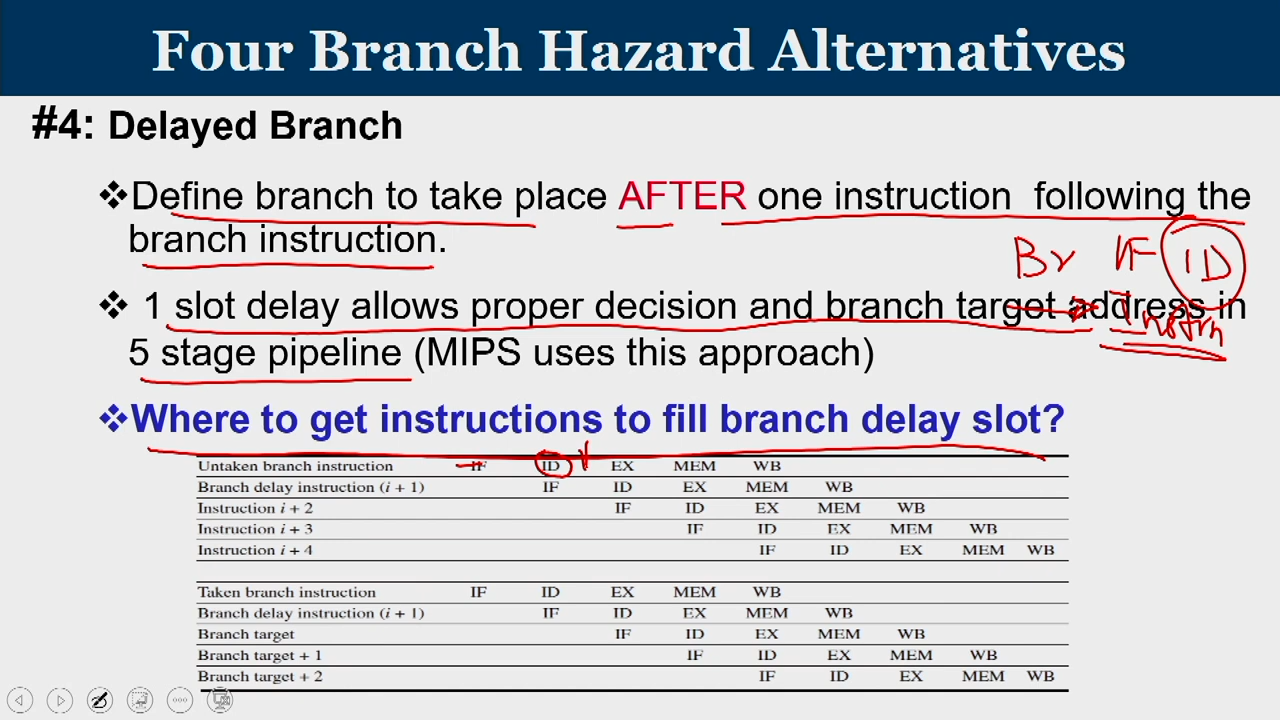 Four Branch Hazard Alternatives
#4: Delayed Branch
❖Define branch to take place AFTER one instruction following the
branch instruction.
Br IF ID
❖ 1 slot delay allows proper decision and branch target address in
Instrn
5 stage pipeline (MIPS uses this approach)
❖Where to get instructions to fill branch delay slot?
Untaken branch instruction IF ID EX MEM WB
Branch delay instruction (i + 1) IF ID EX MEM WB
Instruction i + 2 IF ID EX MEM WB
Instruction i + 3 IF ID EX MEM WB
Instruction i + 4 IF ID EX MEM WB
Taken branch instruction IF ID EX MEM WB
Branch delay instruction (i + 1) IF ID EX MEM WB
Branch target IF ID EX MEM WB
Branch target + 1 IF ID EX MEM WB
Branch target + 2 IF ID EX MEM WB